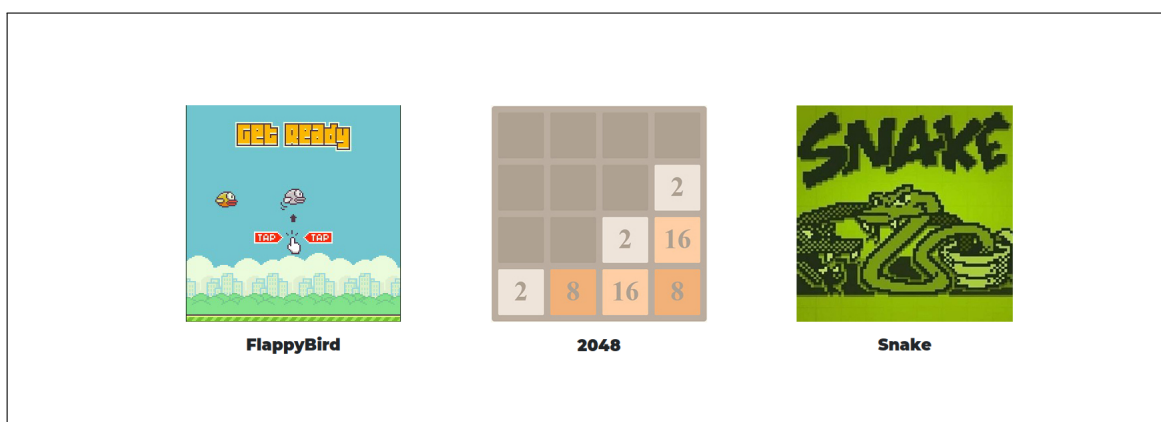 Get Ready
TAP TAP
FlappyBird
2
2 16
2 8 16 8
2048
SNAKE
Snake